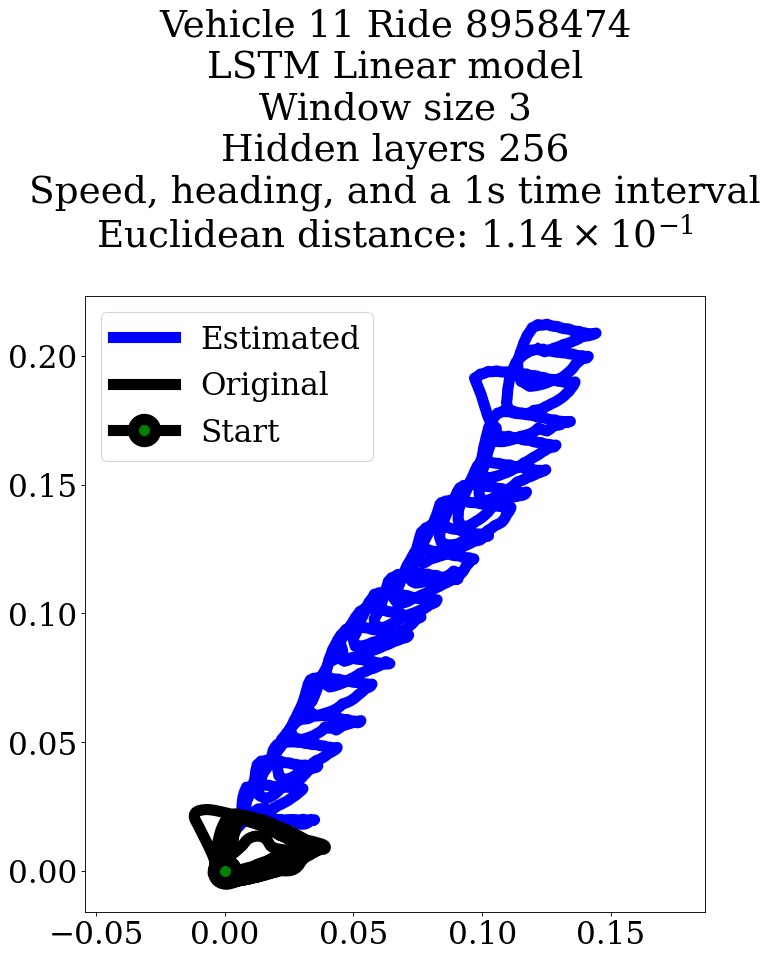 Vehicle 11 Ride 8958474
LSTM Linear model
Window size 3
Hidden layers 256
Speed, heading, and a 1s time interval
Euclidean distance: 1.14 × 10⁻¹
Estimated
Original
Start
0.20
0.15
0.10
0.05
0.00
−0.05 0.00 0.05 0.10 0.15